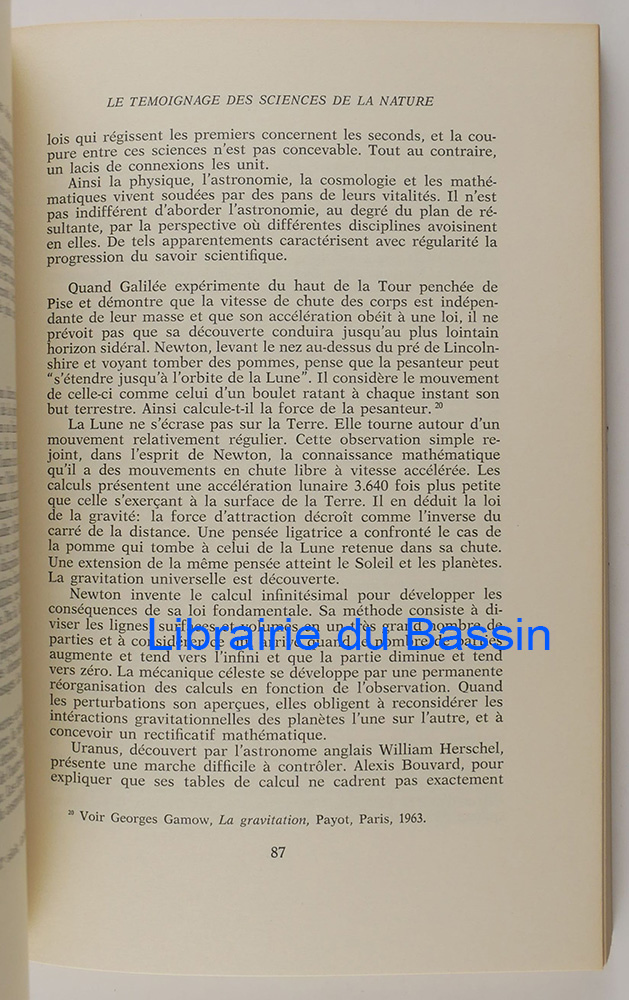 LE TEMOIGNAGE DES SCIENCES DE LA NATURE
lois qui régissent les premiers concernent les seconds, et la cou-
pure entre ces sciences n'est pas concevable. Tout au contraire,
un lacis de connexions les unit.
Ainsi la physique, l'astronomie, la cosmologie et les mathé-
matiques vivent soudées par des pans de leurs vitalités. Il n'est
pas indifférent d'aborder l'astronomie, au degré du plan de ré-
sultante, par la perspective où différentes disciplines avoisinent
en elles. De tels apparentements caractérisent avec régularité la
progression du savoir scientifique.
Quand Galilée expérimente du haut de la Tour penchée de
Pise et démontre que la vitesse de chute des corps est indépen-
dante de leur masse et que son accélération obéit à une loi, il ne
prévoit pas que sa découverte conduira jusqu'au plus lointain
horizon sidéral. Newton, levant le nez au-dessus du pré de Lincoln-
shire et voyant tomber des pommes, pense que la pesanteur peut
"s'étendre jusqu'à l'orbite de la Lune". Il considère le mouvement
de celle-ci comme celui d'un boulet ratant à chaque instant son
but terrestre. Ainsi calcule-t-il la force de la pesanteur. 20
La Lune ne s'écrase pas sur la Terre. Elle tourne autour d'un
mouvement relativement régulier. Cette observation simple re-
joint, dans l'esprit de Newton, la connaissance mathématique
qu'il a des mouvements en chute libre à vitesse accélérée. Les
calculs présentent une accélération lunaire 3.640 fois plus petite
que celle s'exerçant à la surface de la Terre. Il en déduit la loi
de la gravité: la force d'attraction décroît comme l'inverse du
carré de la distance. Une pensée ligatrice a confronté le cas de
la pomme qui tombe à celui de la Lune retenue dans sa chute.
Une extension de la même pensée atteint le Soleil et les planètes.
La gravitation universelle est découverte.
Newton invente le calcul infinitésimal pour développer les
conséquences de sa loi fondamentale. Sa méthode consiste à di-
viser les lignes, surfaces et volumes en un très grand nombre de
Librairie du Bassin
parties et à considérer ce qui arrive quand le nombre de parties
augmente et tend vers l'infini et que la partie diminue et tend
vers zéro. La mécanique céleste se développe par une permanente
réorganisation des calculs en fonction de l'observation. Quand
les perturbations son aperçues, elles obligent à reconsidérer les
intéractions gravitationnelles des planètes l'une sur l'autre, et à
concevoir un rectificatif mathématique.
Uranus, découvert par l'astronome anglais William Herschel,
présente une marche difficile à contrôler. Alexis Bouvard, pour
expliquer que ses tables de calcul ne cadrent pas exactement
20 Voir Georges Gamow, La gravitation, Payot, Paris, 1963.
87